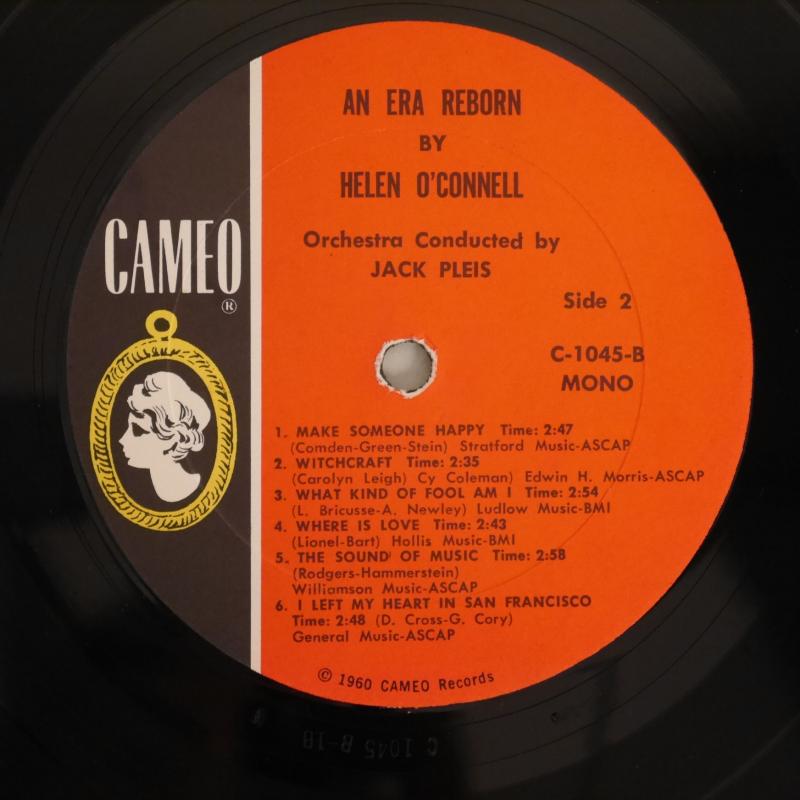 AN ERA REBORN
BY
HELEN O'CONNELL
Orchestra Conducted by
JACK PLEIS
CAMEO
®
Side 2
C-1045-B
MONO
1. MAKE SOMEONE HAPPY Time: 2:47
(Comden-Green-Stein) Stratford Music-ASCAP
2. WITCHCRAFT Time: 2:35
(Carolyn Leigh) Cy Coleman) Edwin H. Morris-ASCAP
3. WHAT KIND OF FOOL AM I Time: 2:54
(L. Bricusse-A. Newley) Ludlow Music-BMI
4. WHERE IS LOVE Time: 2:43
(Lionel-Bart) Hollis Music-BMI
5. THE SOUND OF MUSIC Time: 2:58
(Rodgers-Hammerstein)
Williamson Music-ASCAP
6. I LEFT MY HEART IN SAN FRANCISCO
Time: 2:48 (D. Cross-G. Cory)
General Music-ASCAP
© 1960 CAMEO Records
C 1045 B-1B